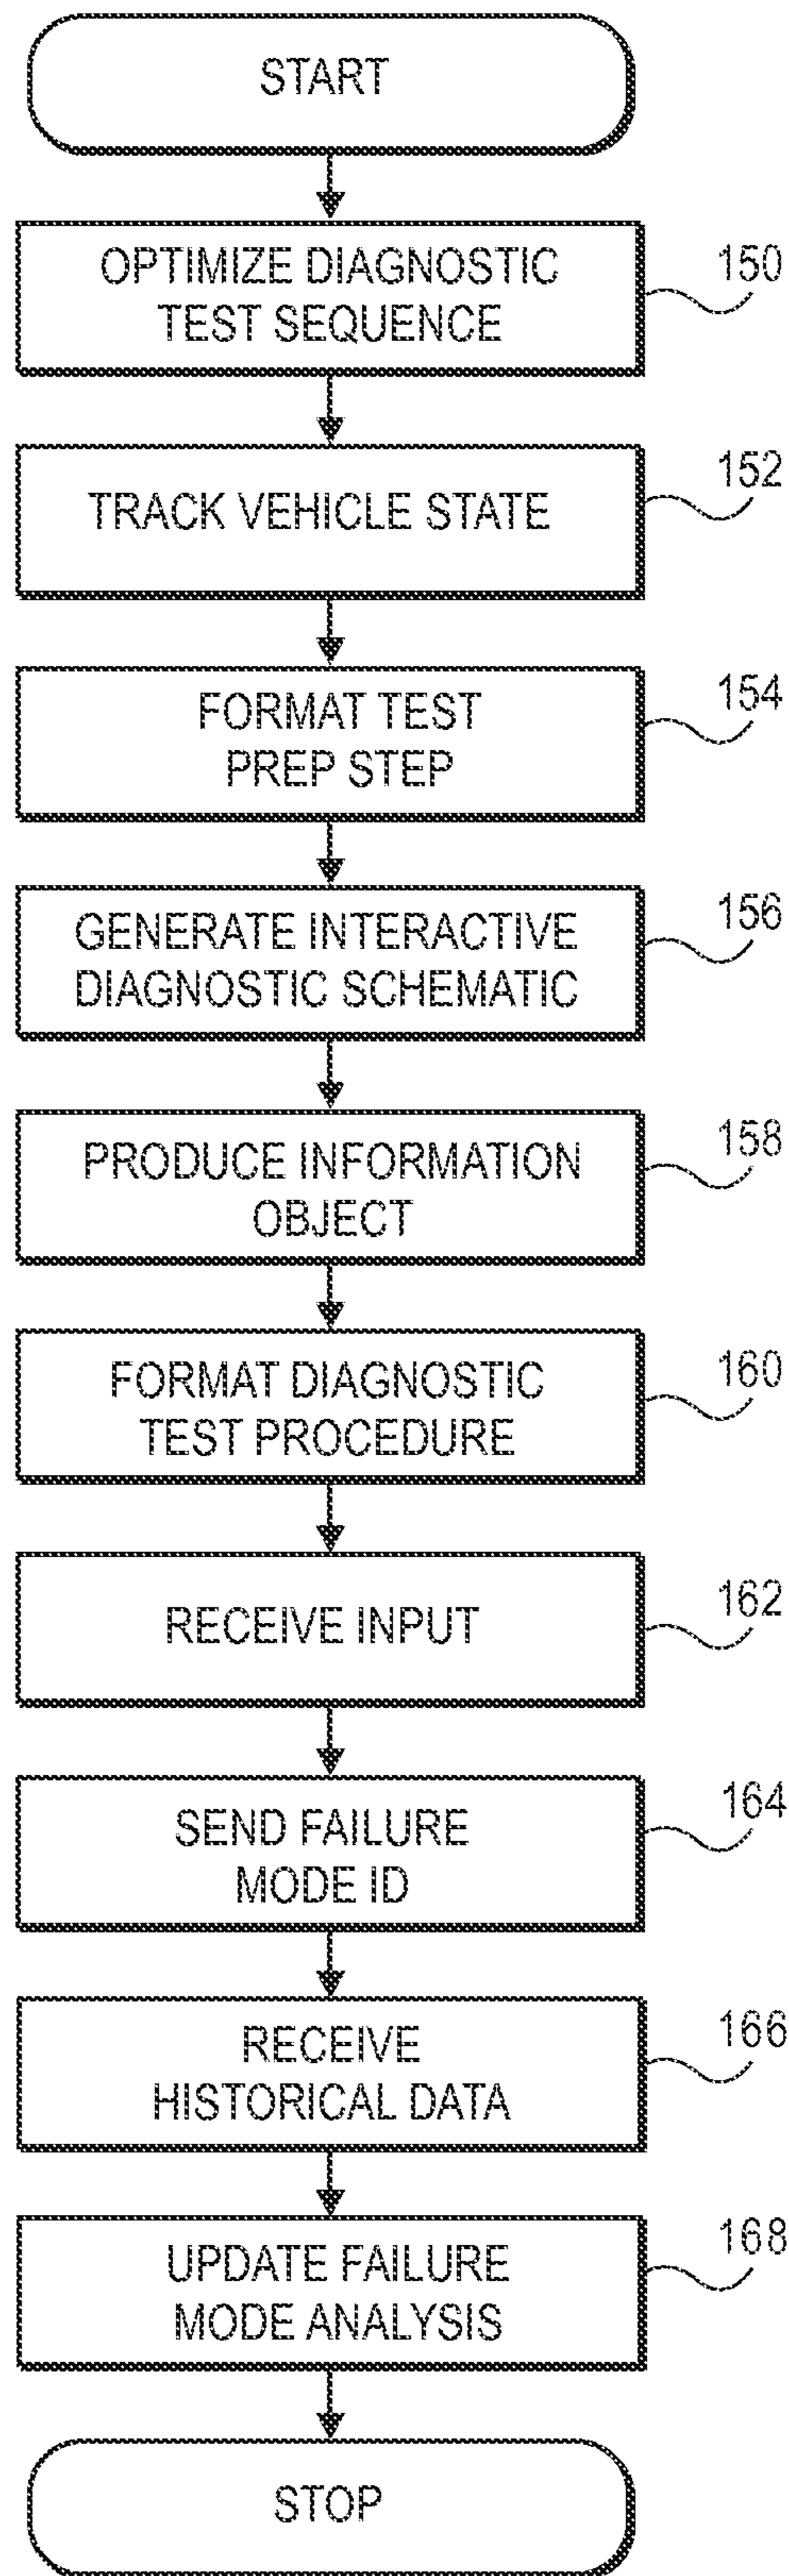 START
OPTIMIZE DIAGNOSTIC
TEST SEQUENCE
150
TRACK VEHICLE STATE
152
FORMAT TEST
PREP STEP
154
GENERATE INTERACTIVE
DIAGNOSTIC SCHEMATIC
156
PRODUCE INFORMATION
OBJECT
158
FORMAT DIAGNOSTIC
TEST PROCEDURE
160
RECEIVE INPUT
162
SEND FAILURE
MODE ID
164
RECEIVE
HISTORICAL DATA
166
UPDATE FAILURE
MODE ANALYSIS
168
STOP